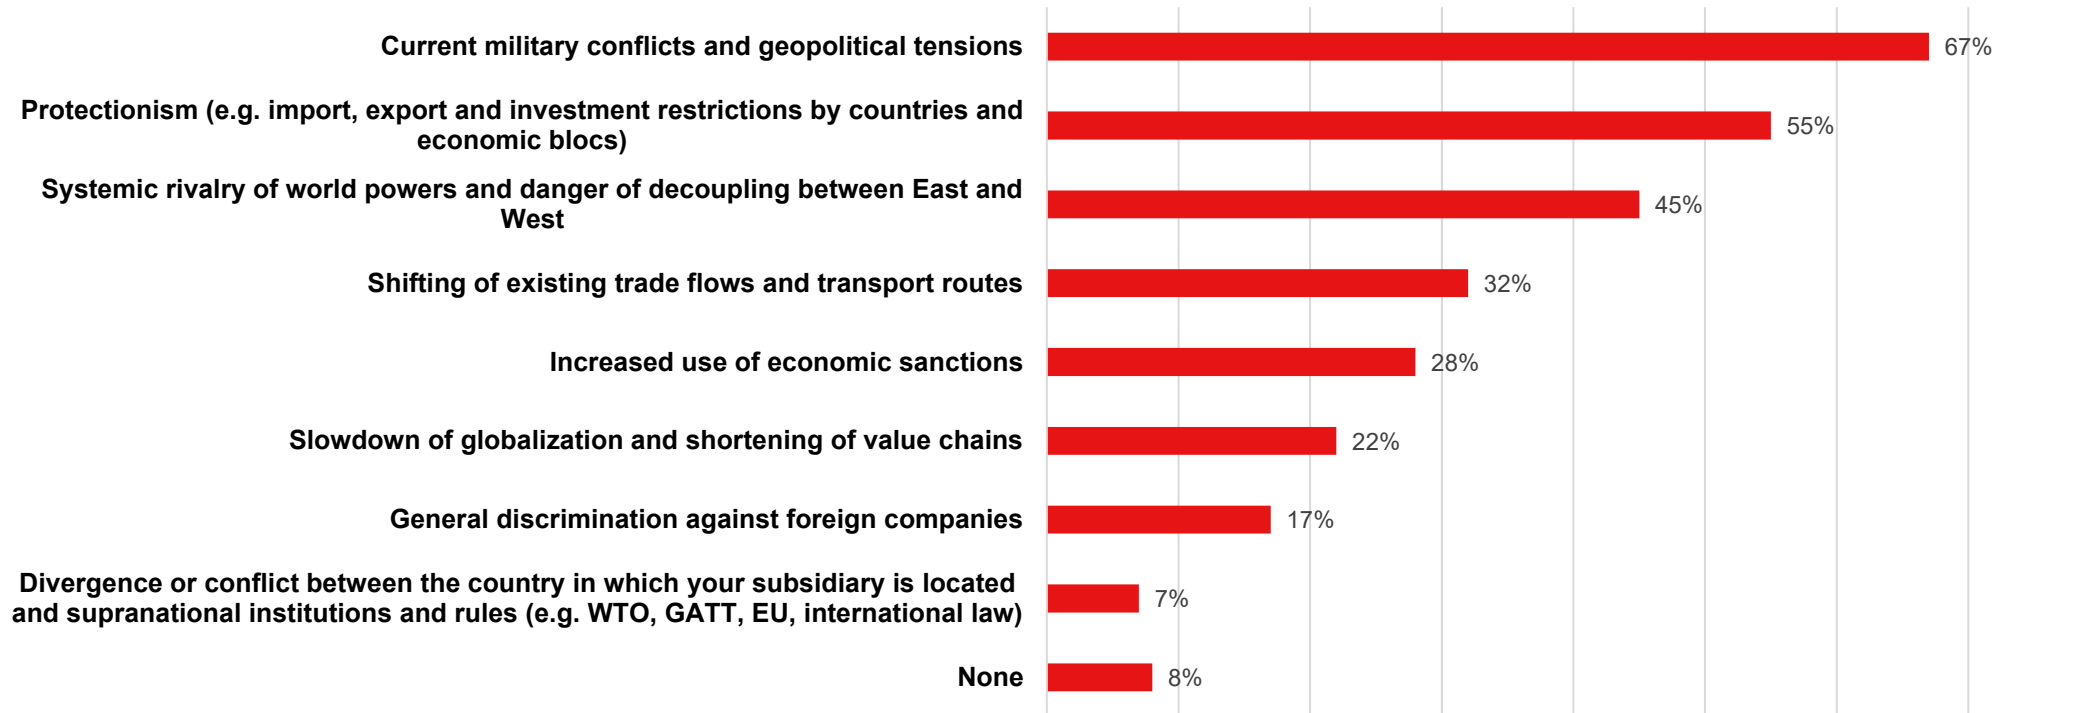 Current military conflicts and geopolitical tensions
67%
Protectionism (e.g. import, export and investment restrictions by countries and
economic blocs)
55%
Systemic rivalry of world powers and danger of decoupling between East and
West
45%
Shifting of existing trade flows and transport routes
32%
Increased use of economic sanctions
28%
Slowdown of globalization and shortening of value chains
22%
General discrimination against foreign companies
17%
Divergence or conflict between the country in which your subsidiary is located
and supranational institutions and rules (e.g. WTO, GATT, EU, international law)
7%
None
8%